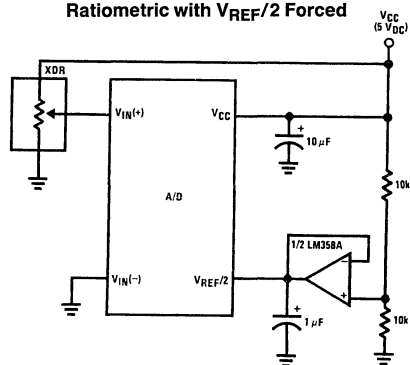 Ratiometric with VREF/2 Forced
VCC
(5 VDC)
XDR
VIN(+)
VCC
+
10 μF
10k
A/D
1/2 LM358A
−
VIN(−)
VREF/2
+
+
1 μF
10k